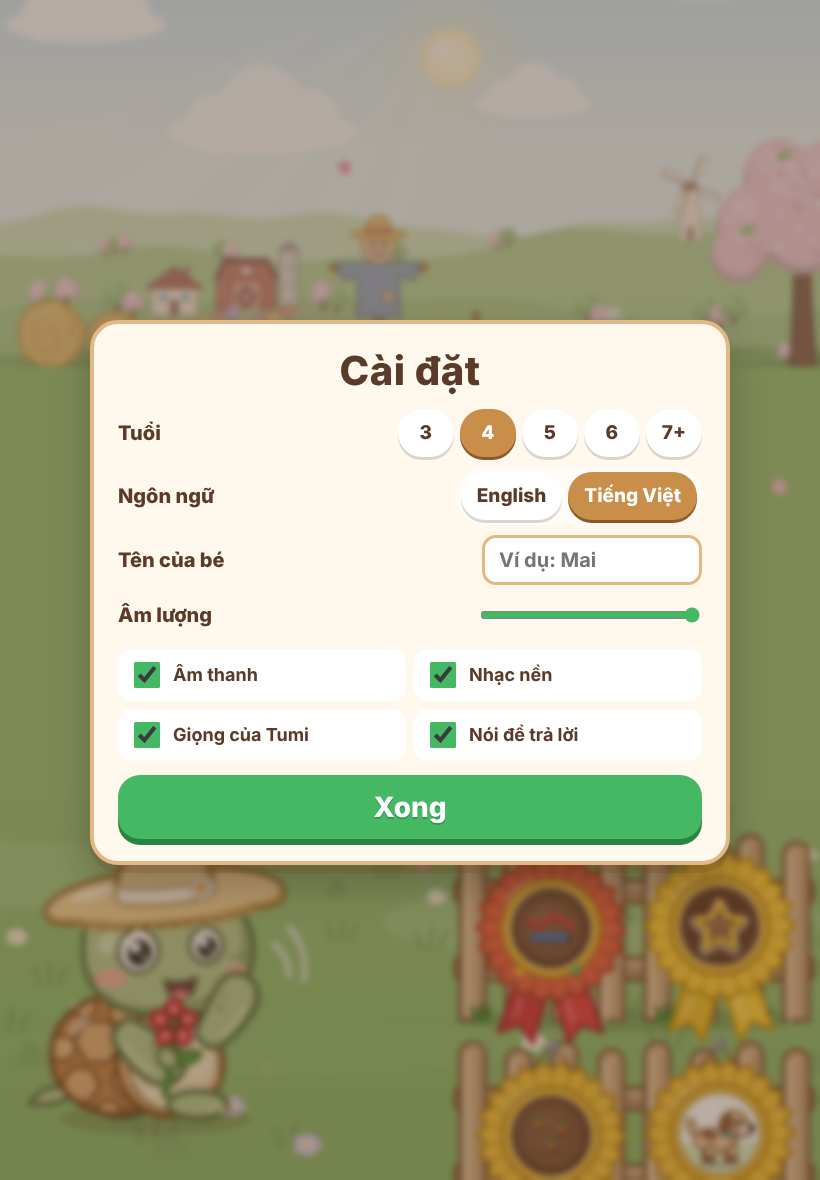 Cài đặt
Tuổi 3 4 5 6 7+
Ngôn ngữ English Tiếng Việt
Tên của bé Ví dụ: Mai
Âm lượng
Âm thanh Nhạc nền
Giọng của Tumi Nói để trả lời
Xong